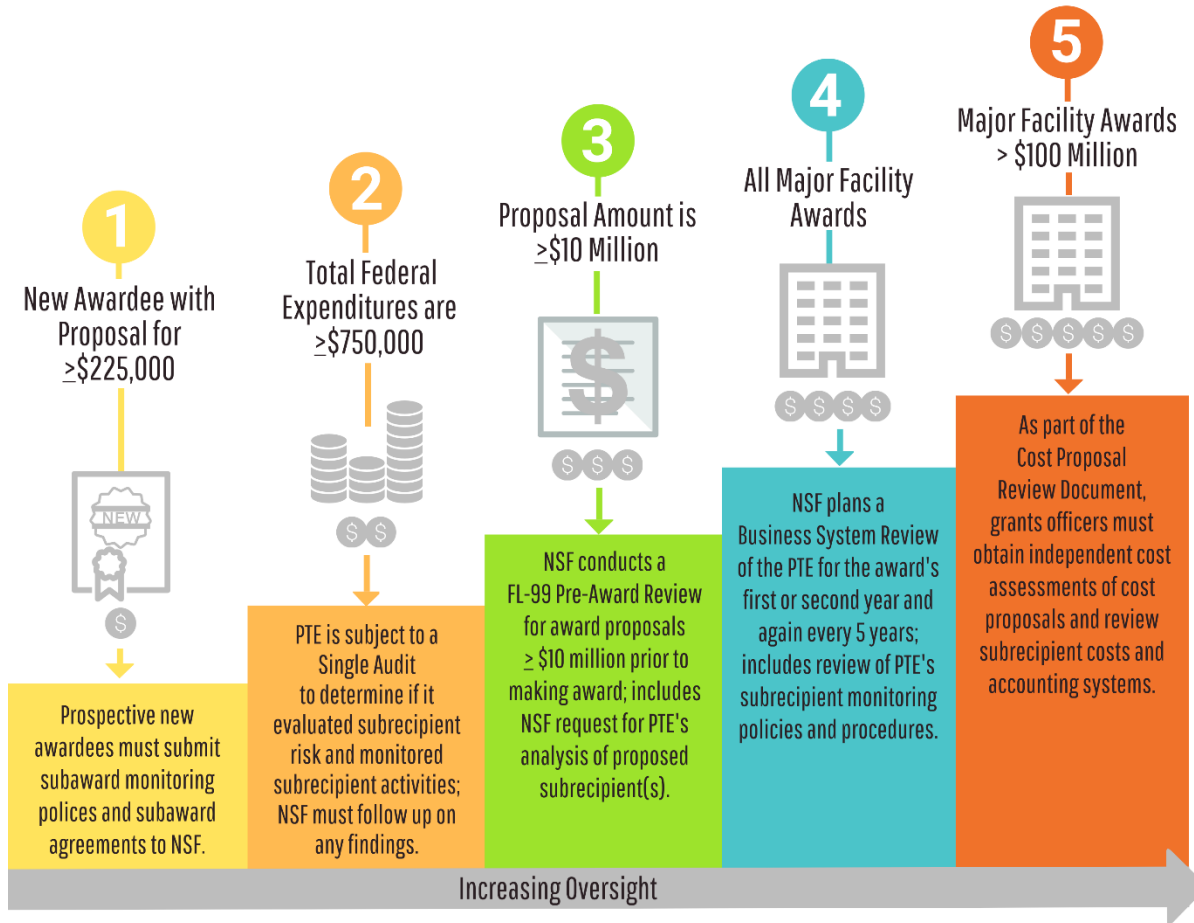 1
New Awardee with
Proposal for
≥$225,000
NEW
$
Prospective new
awardees must submit
subaward monitoring
polices and subaward
agreements to NSF.
2
Total Federal
Expenditures are
≥$750,000
$ $
PTE is subject to a
Single Audit
to determine if it
evaluated subrecipient
risk and monitored
subrecipient activities;
NSF must follow up on
any findings.
3
Proposal Amount is
≥$10 Million
$
$ $ $
NSF conducts a
FL-99 Pre-Award Review
for award proposals
≥ $10 million prior to
making award; includes
NSF request for PTE's
analysis of proposed
subrecipient(s).
4
All Major Facility
Awards
$ $ $ $
NSF plans a
Business System Review
of the PTE for the award's
first or second year and
again every 5 years;
includes review of PTE's
subrecipient monitoring
policies and procedures.
5
Major Facility Awards
> $100 Million
$ $ $ $ $
As part of the
Cost Proposal
Review Document,
grants officers must
obtain independent cost
assessments of cost
proposals and review
subrecipient costs and
accounting systems.
Increasing Oversight